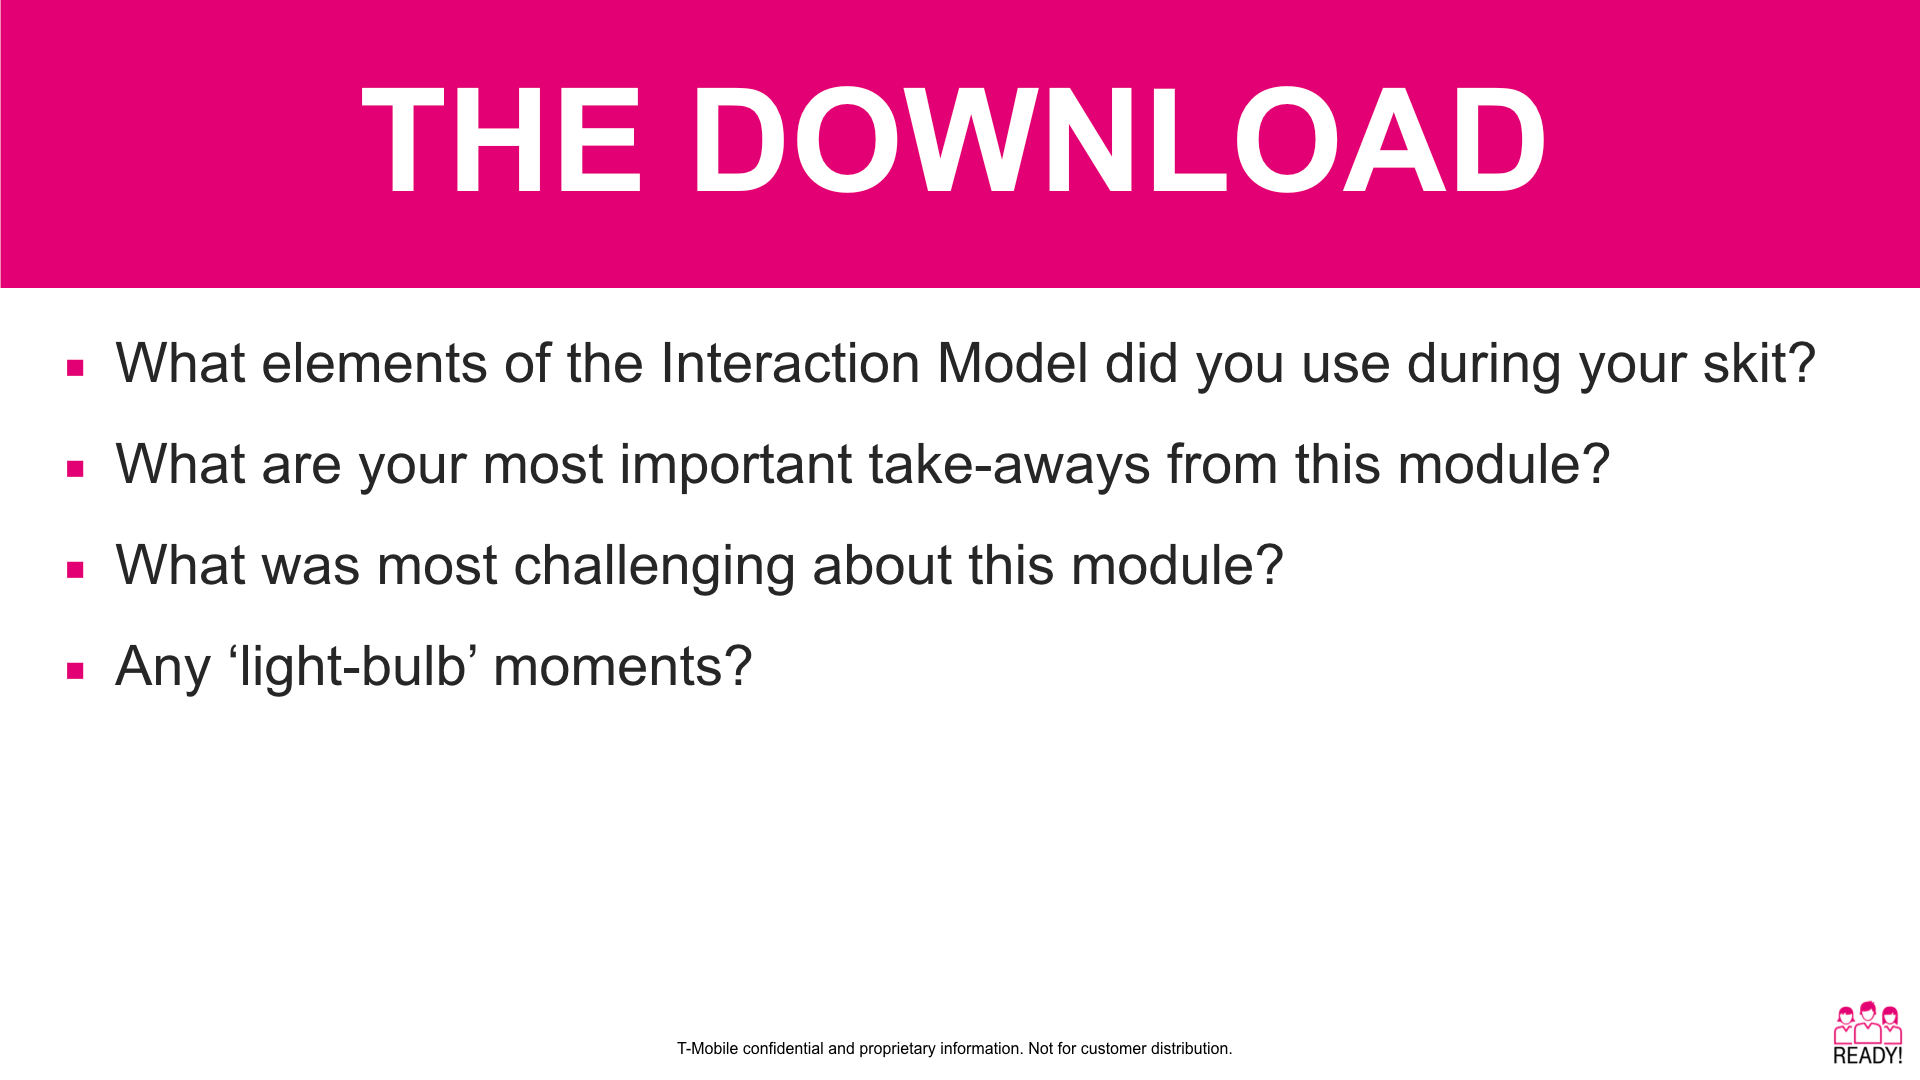 THE DOWNLOAD
▪ What elements of the Interaction Model did you use during your skit?
▪ What are your most important take-aways from this module?
▪ What was most challenging about this module?
▪ Any ‘light-bulb’ moments?
T-Mobile confidential and proprietary information. Not for customer distribution.
READY!